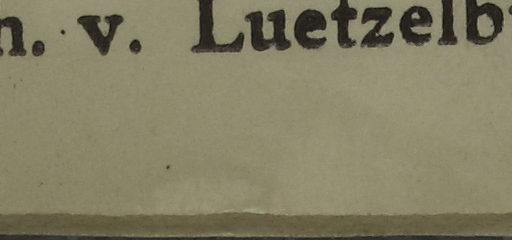 n. v. Luetzelb